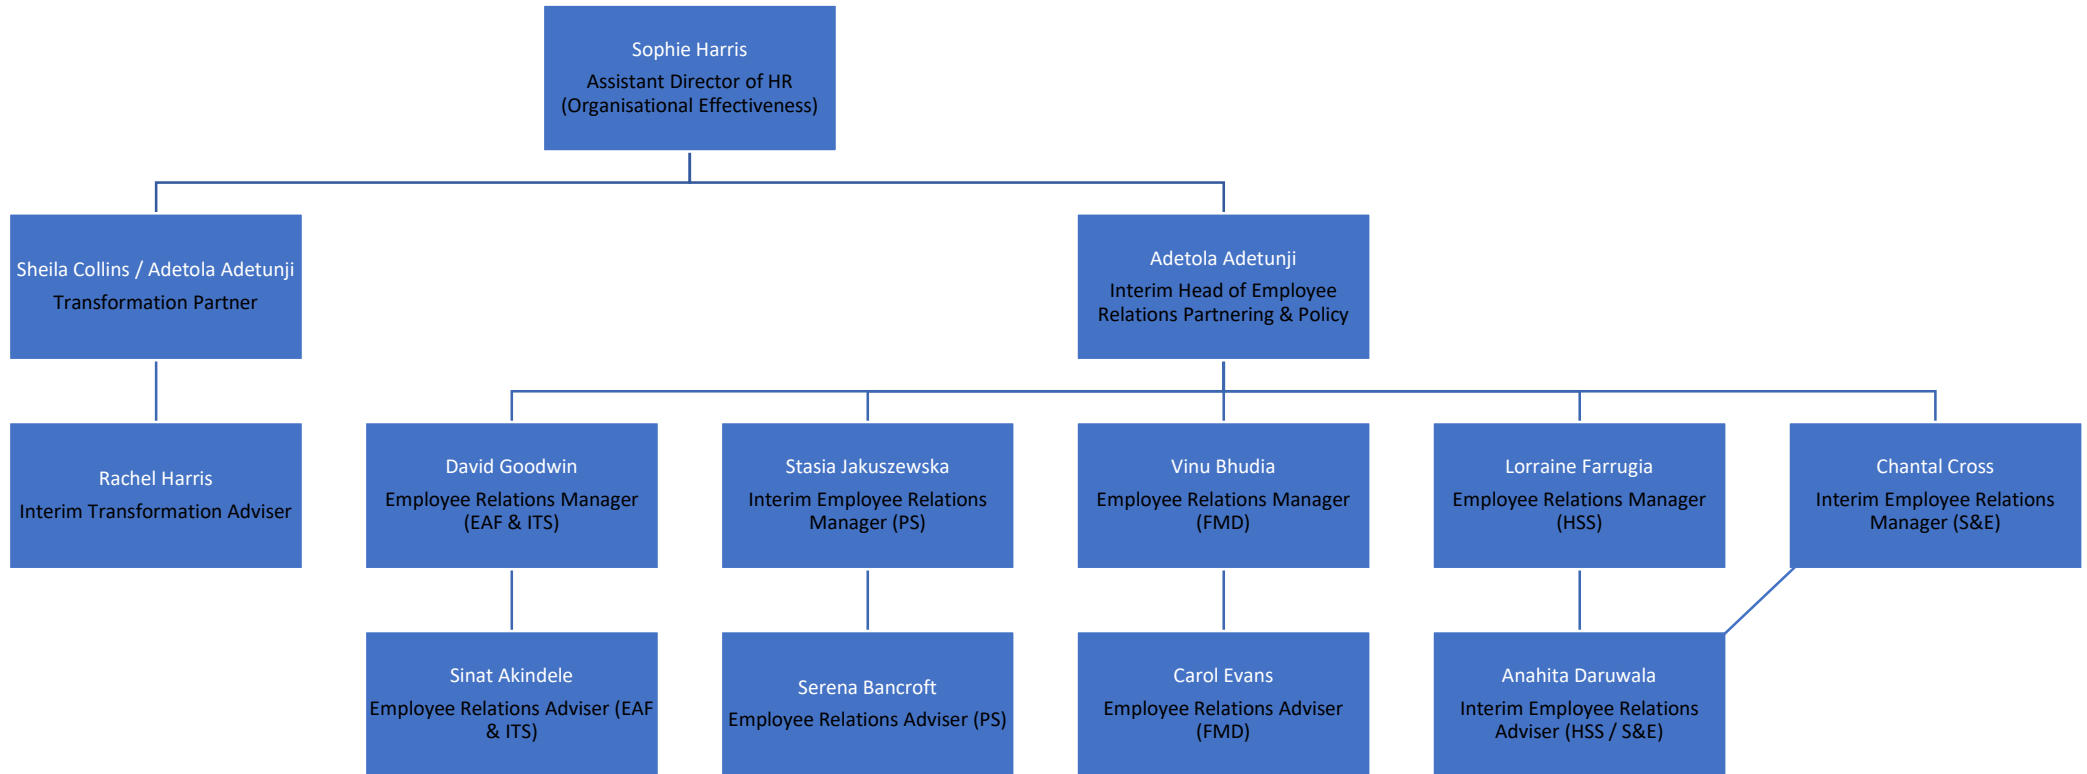 Sophie Harris
Assistant Director of HR
(Organisational Effectiveness)
Sheila Collins / Adetola Adetunji
Transformation Partner
Adetola Adetunji
Interim Head of Employee
Relations Partnering & Policy
Rachel Harris
Interim Transformation Adviser
David Goodwin
Employee Relations Manager
(EAF & ITS)
Stasia Jakuszewska
Interim Employee Relations
Manager (PS)
Vinu Bhudia
Employee Relations Manager
(FMD)
Lorraine Farrugia
Employee Relations Manager
(HSS)
Chantal Cross
Interim Employee Relations
Manager (S&E)
Sinat Akindele
Employee Relations Adviser (EAF
& ITS)
Serena Bancroft
Employee Relations Adviser (PS)
Carol Evans
Employee Relations Adviser
(FMD)
Anahita Daruwala
Interim Employee Relations
Adviser (HSS / S&E)